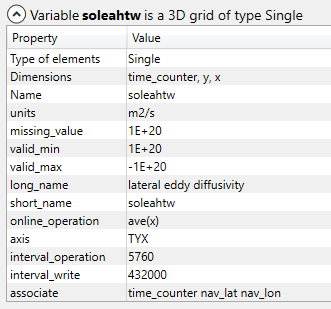 Variable soleahtw is a 3D grid of type Single
Property Value
Type of elements Single
Dimensions time_counter, y, x
Name soleahtw
units m2/s
missing_value 1E+20
valid_min 1E+20
valid_max -1E+20
long_name lateral eddy diffusivity
short_name soleahtw
online_operation ave(x)
axis TYX
interval_operation 5760
interval_write 432000
associate time_counter nav_lat nav_lon